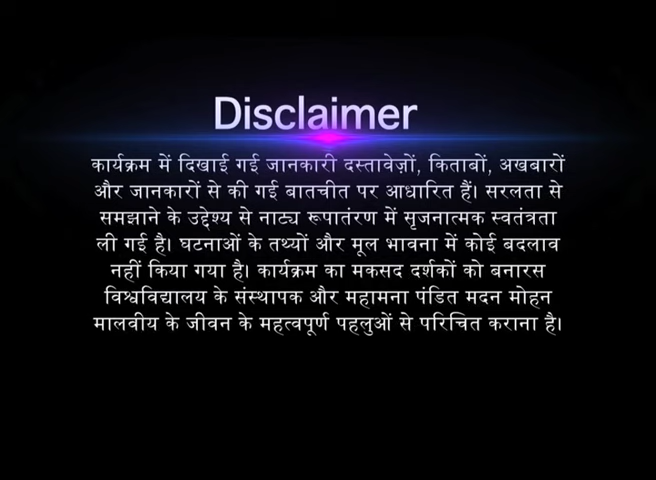 Disclaimer
कार्यक्रम में दिखाई गई जानकारी दस्तावेज़ों, किताबों, अखबारों
और जानकारों से की गई बातचीत पर आधारित हैं। सरलता से
समझाने के उद्देश्य से नाट्य रूपातंरण में सृजनात्मक स्वतंत्रता
ली गई है। घटनाओं के तथ्यों और मूल भावना में कोई बदलाव
नहीं किया गया है। कार्यक्रम का मकसद दर्शकों को बनारस
विश्वविद्यालय के संस्थापक और महामना पंडित मदन मोहन
मालवीय के जीवन के महत्वपूर्ण पहलुओं से परिचित कराना है।